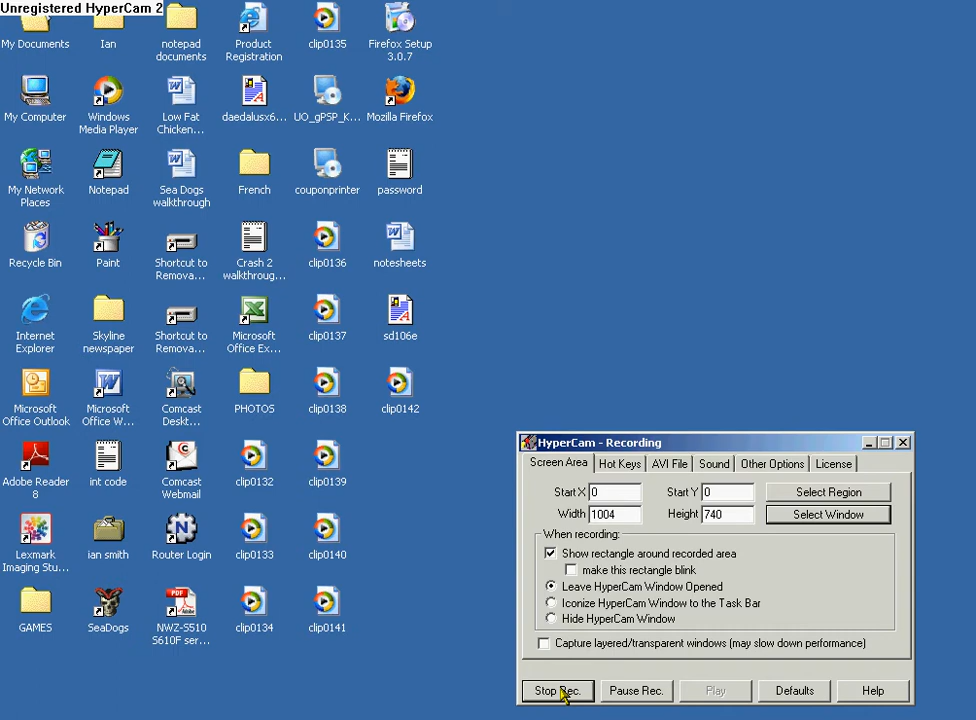 Unregistered HyperCam 2
My Documents
Ian
notepad
documents
Product
Registration
clip0135
Firefox Setup
3.0.7
My Computer
Windows
Media Player
Low Fat
Chicken...
daedalusx6...
UO_gPSP_K...
Mozilla Firefox
My Network
Places
Notepad
Sea Dogs
walkthrough
French
couponprinter
password
Recycle Bin
Paint
Shortcut to
Remova...
Crash 2
walkthroug...
clip0136
notesheets
Internet
Explorer
Skyline
newspaper
Shortcut to
Remova...
Microsoft
Office Ex...
clip0137
sd106e
Microsoft
Office Outlook
Microsoft
Office W...
Comcast
Deskt...
PHOTOS
clip0138
clip0142
Adobe Reader
8
int code
Comcast
Webmail
clip0132
clip0139
Lexmark
Imaging Stu...
ian smith
Router Login
clip0133
clip0140
GAMES
SeaDogs
NWZ-S510
S610F ser...
clip0134
clip0141
HyperCam - Recording
Screen Area
Hot Keys
AVI File
Sound
Other Options
License
Start X
0
Start Y
0
Select Region
Width
1004
Height
740
Select Window
When recording:
Show rectangle around recorded area
make this rectangle blink
Leave HyperCam Window Opened
Iconize HyperCam Window to the Task Bar
Hide HyperCam Window
Capture layered/transparent windows (may slow down performance)
Stop Rec.
Pause Rec.
Play
Defaults
Help